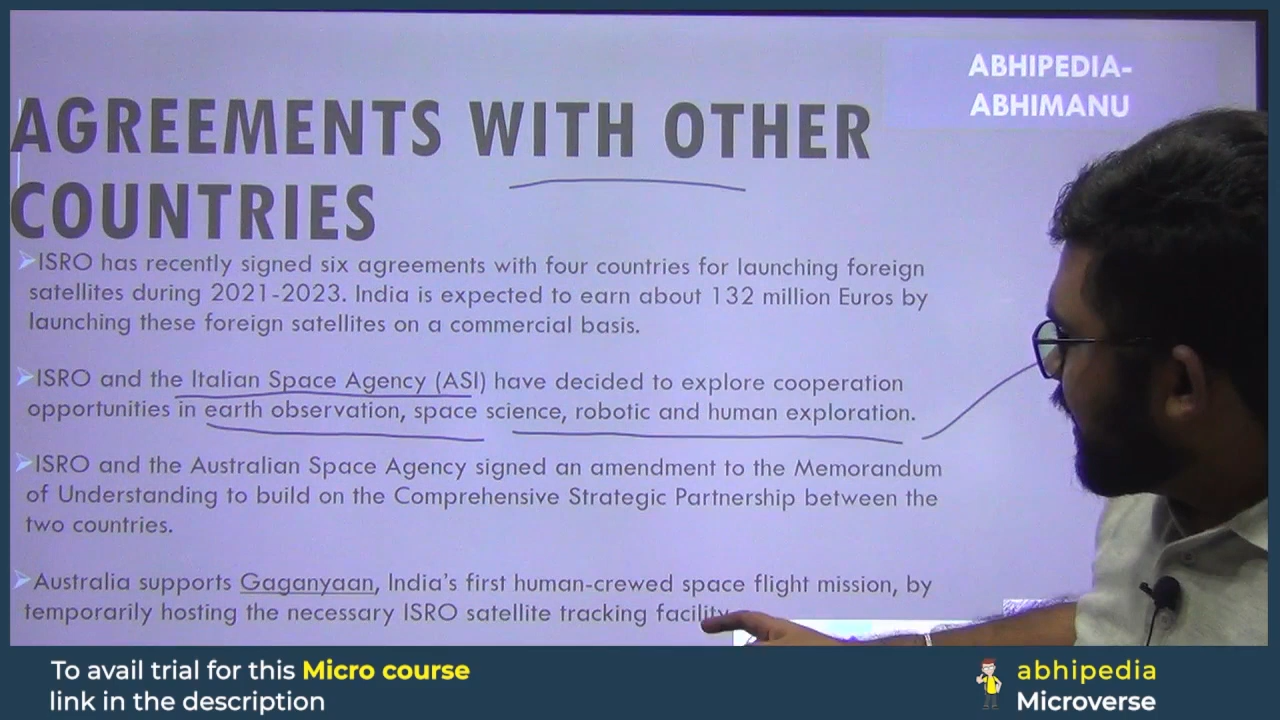 ABHIPEDIA-
ABHIMANU
AGREEMENTS WITH OTHER
COUNTRIES
➢ISRO has recently signed six agreements with four countries for launching foreign
satellites during 2021-2023. India is expected to earn about 132 million Euros by
launching these foreign satellites on a commercial basis.
➢ISRO and the Italian Space Agency (ASI) have decided to explore cooperation
opportunities in earth observation, space science, robotic and human exploration.
➢ISRO and the Australian Space Agency signed an amendment to the Memorandum
of Understanding to build on the Comprehensive Strategic Partnership between the
two countries.
➢Australia supports Gaganyaan, India's first human-crewed space flight mission, by
temporarily hosting the necessary ISRO satellite tracking facility
To avail trial for this Micro course
link in the description
abhipedia
Microverse